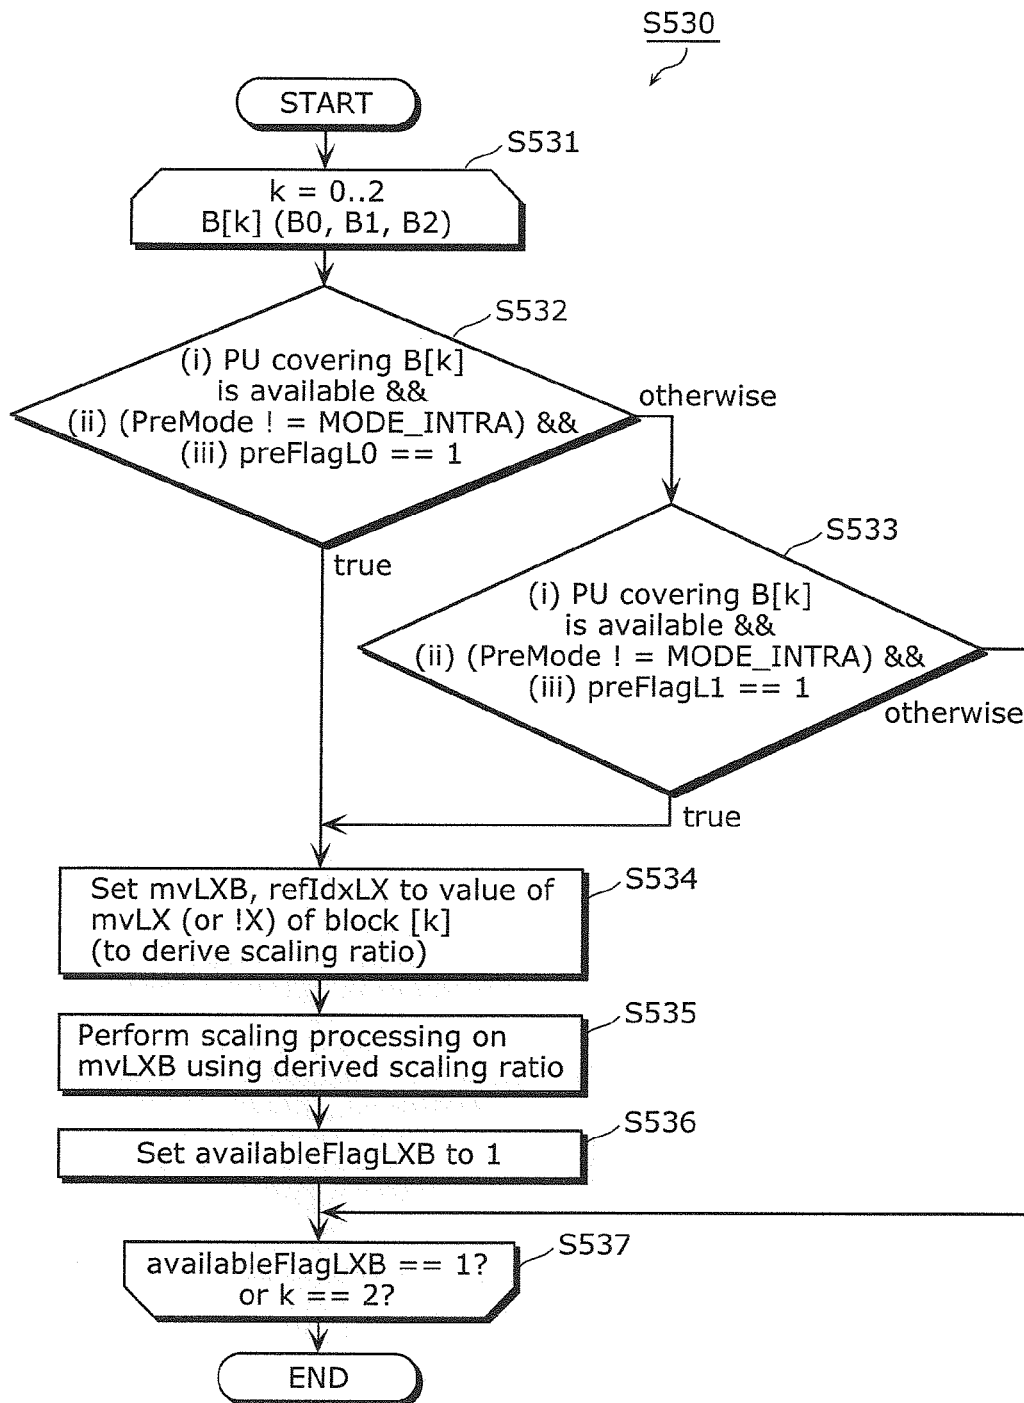 S530
START
S531
k = 0..2
B[k] (B0, B1, B2)
S532
(i) PU covering B[k]
is available &&
(ii) (PreMode ! = MODE_INTRA) &&
(iii) preFlagL0 == 1
otherwise
true
S533
(i) PU covering B[k]
is available &&
(ii) (PreMode ! = MODE_INTRA) &&
(iii) preFlagL1 == 1
otherwise
true
S534
Set mvLXB, refIdxLX to value of
mvLX (or !X) of block [k]
(to derive scaling ratio)
S535
Perform scaling processing on
mvLXB using derived scaling ratio
S536
Set availableFlagLXB to 1
S537
availableFlagLXB == 1?
or k == 2?
END